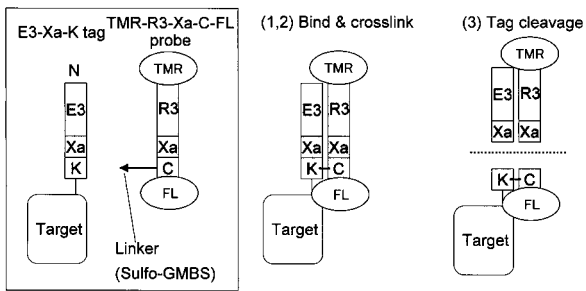 E3-Xa-K tag
TMR-R3-Xa-C-FL
probe
N
E3
Xa
K
Target
TMR
R3
Xa
C
FL
Linker
(Sulfo-GMBS)
(1,2) Bind & crosslink
TMR
E3
R3
Xa
Xa
K
C
FL
Target
(3) Tag cleavage
TMR
E3
R3
Xa
Xa
K
C
FL
Target